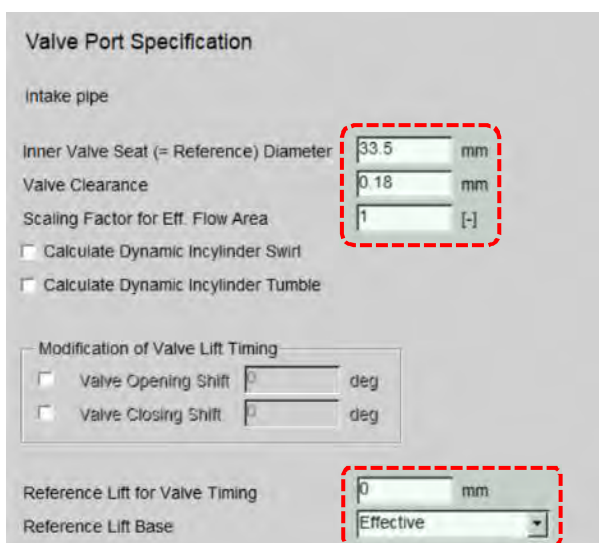 Valve Port Specification
Intake pipe
Inner Valve Seat (= Reference) Diameter 33.5 mm
Valve Clearance 0.18 mm
Scaling Factor for Eff. Flow Area 1 [-]
Calculate Dynamic Incylinder Swirl
Calculate Dynamic Incylinder Tumble
Modification of Valve Lift Timing
Valve Opening Shift 0 deg
Valve Closing Shift 0 deg
Reference Lift for Valve Timing 0 mm
Reference Lift Base Effective